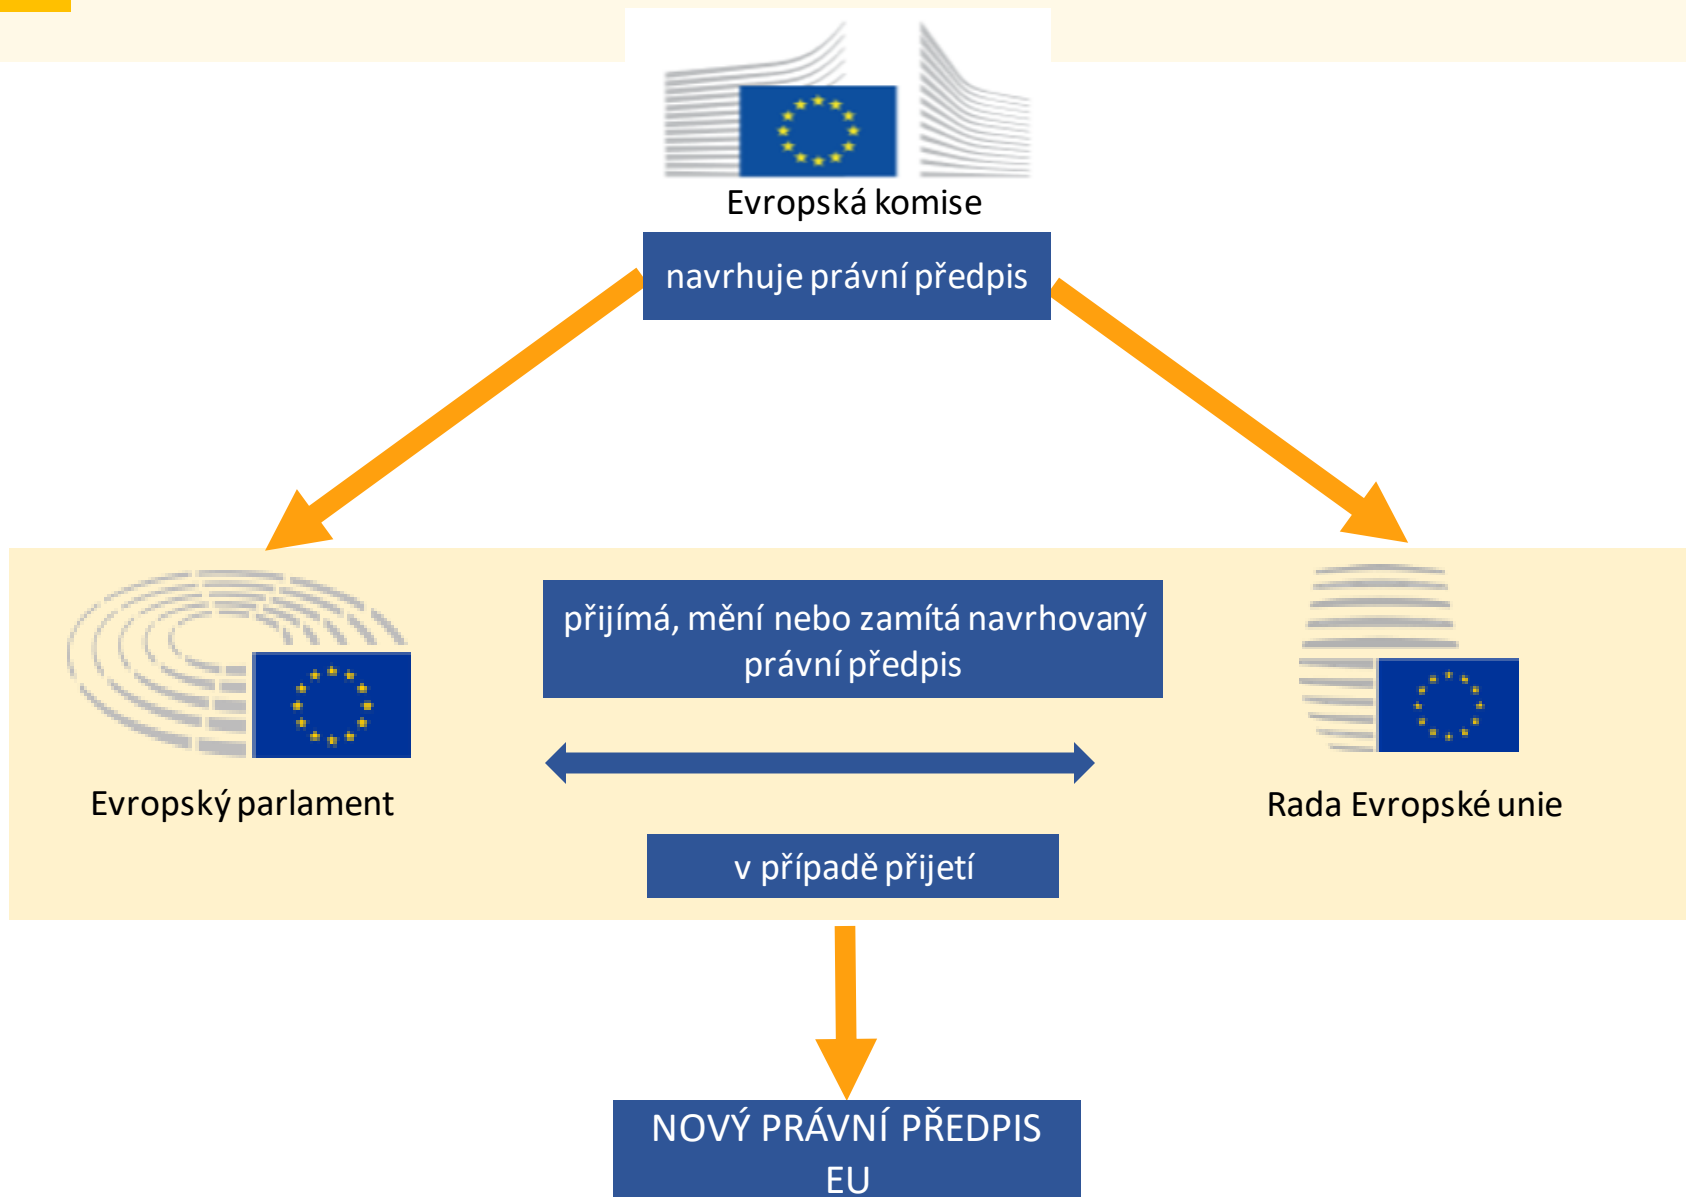 Evropská komise
navrhuje právní předpis
přijímá, mění nebo zamítá navrhovaný
právní předpis
Evropský parlament
Rada Evropské unie
v případě přijetí
NOVÝ PRÁVNÍ PŘEDPIS
EU